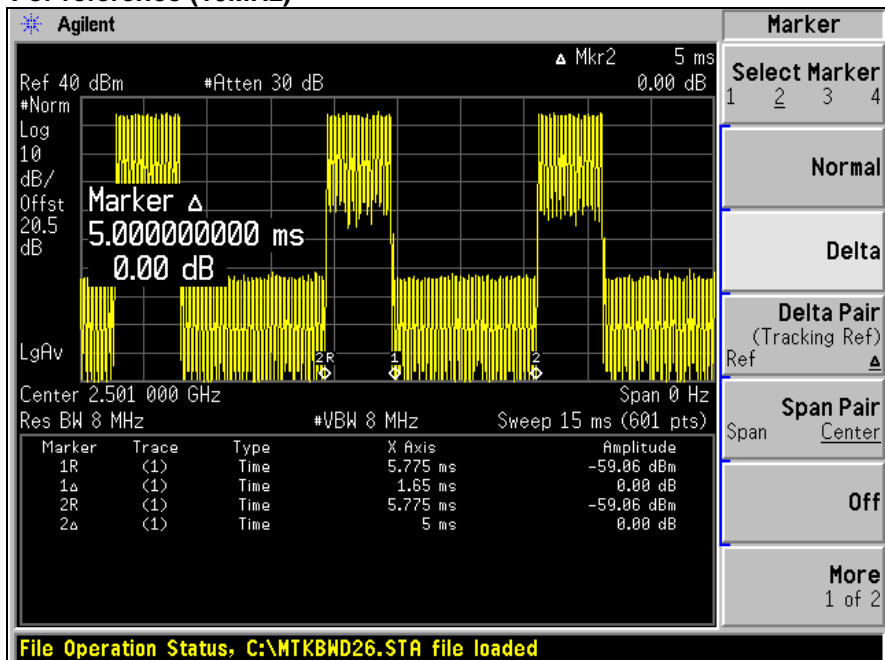 Agilent
Marker
Δ Mkr2 5 ms
Ref 40 dBm #Atten 30 dB 0.00 dB
#Norm
Log
10
dB/
Offst
20.5
dB
Marker Δ
5.000000000 ms
0.00 dB
LgAv
2R 1 2
Center 2.501 000 GHz Span 0 Hz
Res BW 8 MHz #VBW 8 MHz Sweep 15 ms (601 pts)
Marker Trace Type X Axis Amplitude
1R (1) Time 5.775 ms -59.06 dBm
1Δ (1) Time 1.65 ms 0.00 dB
2R (1) Time 5.775 ms -59.06 dBm
2Δ (1) Time 5 ms 0.00 dB
Select Marker
1 2 3 4
Normal
Delta
Delta Pair
(Tracking Ref)
Ref Δ
Span Pair
Span Center
Off
More
1 of 2
File Operation Status, C:\MTKBWD26.STA file loaded